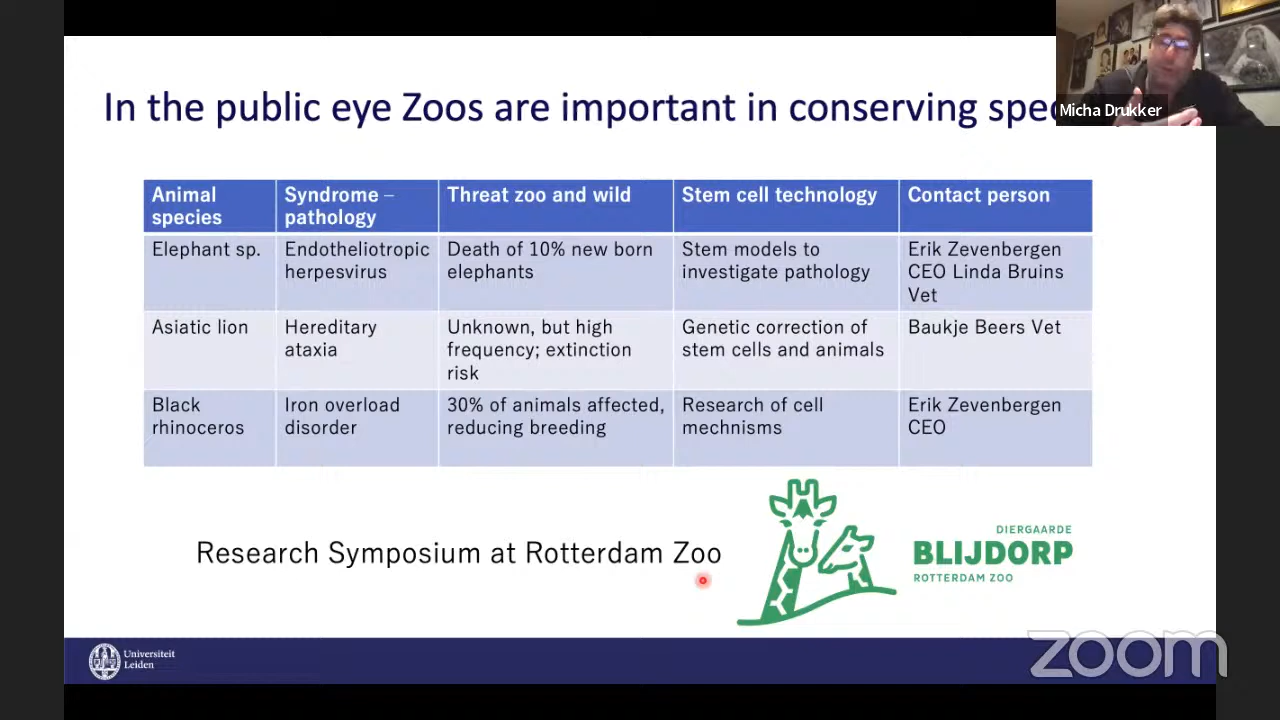 In the public eye Zoos are important in conserving spe
Micha Drukker
Animal species
Syndrome – pathology
Threat zoo and wild
Stem cell technology
Contact person
Elephant sp.
Endotheliotropic herpesvirus
Death of 10% new born elephants
Stem models to investigate pathology
Erik Zevenbergen CEO Linda Bruins Vet
Asiatic lion
Hereditary ataxia
Unknown, but high frequency; extinction risk
Genetic correction of stem cells and animals
Baukje Beers Vet
Black rhinoceros
Iron overload disorder
30% of animals affected, reducing breeding
Research of cell mechnisms
Erik Zevenbergen CEO
Research Symposium at Rotterdam Zoo
DIERGAARDE
BLIJDORP
ROTTERDAM ZOO
Universiteit
Leiden
zoom